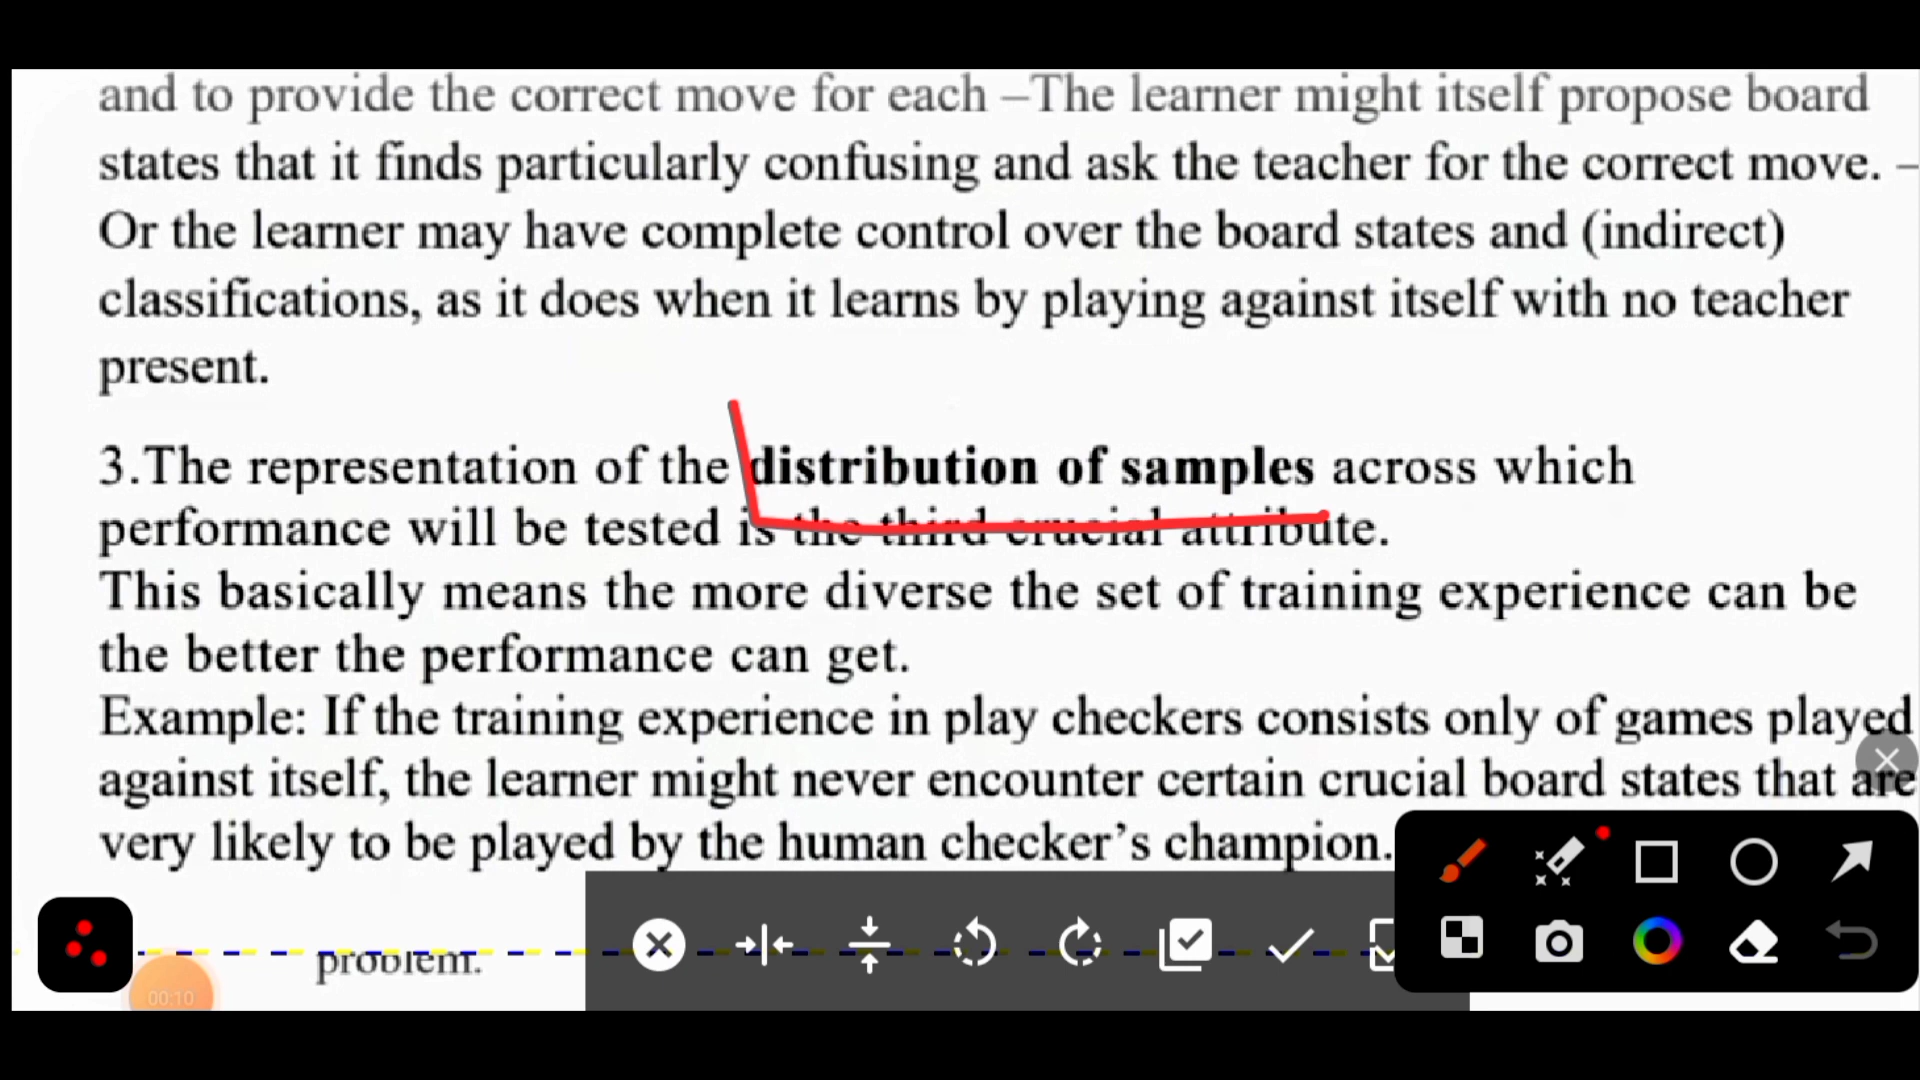 and to provide the correct move for each –The learner might itself propose board
states that it finds particularly confusing and ask the teacher for the correct move. –
Or the learner may have complete control over the board states and (indirect)
classifications, as it does when it learns by playing against itself with no teacher
present.
3.The representation of the distribution of samples across which
performance will be tested is the third crucial attribute.
This basically means the more diverse the set of training experience can be
the better the performance can get.
Example: If the training experience in play checkers consists only of games played
against itself, the learner might never encounter certain crucial board states that are
very likely to be played by the human checker's champion.
problem.
00:10